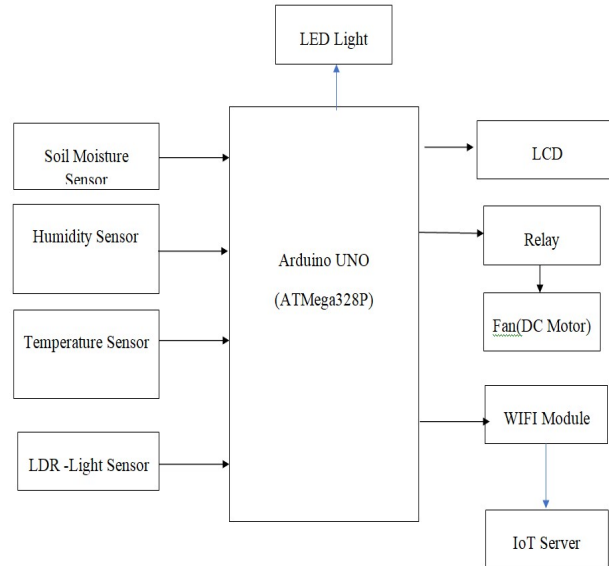 LED Light
Soil Moisture
Sensor
Humidity Sensor
Temperature Sensor
LDR -Light Sensor
Arduino UNO
(ATMega328P)
LCD
Relay
Fan(DC Motor)
WIFI Module
IoT Server